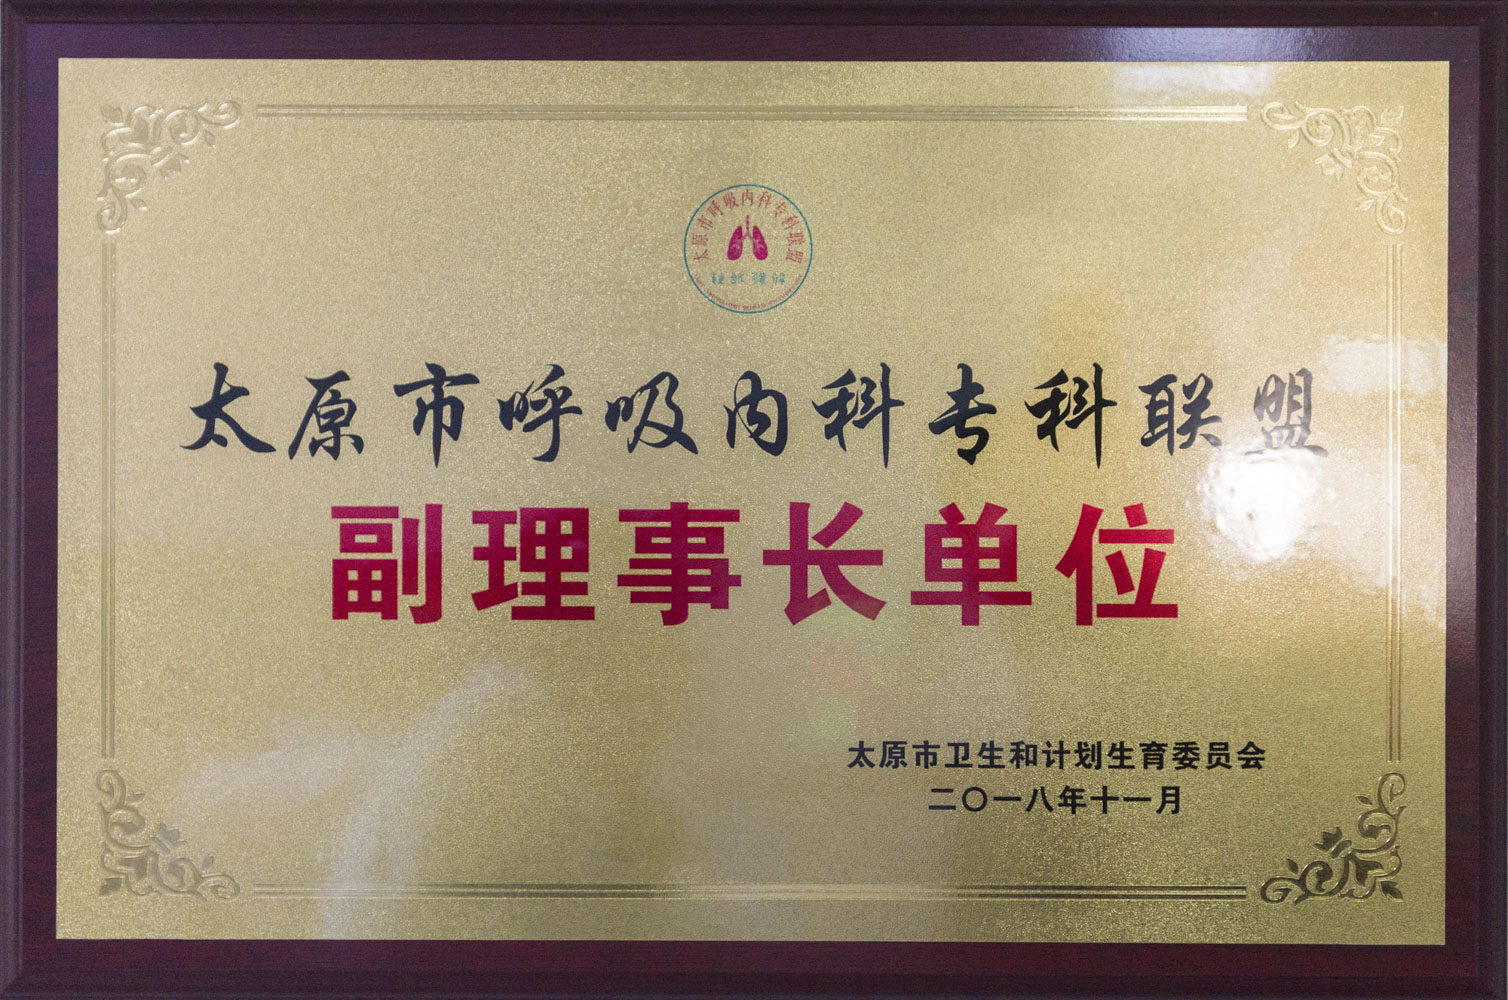 太原市呼吸内科专科联盟
太原市呼吸内科专科联盟
副理事长单位
太原市卫生和计划生育委员会
二〇一八年十一月